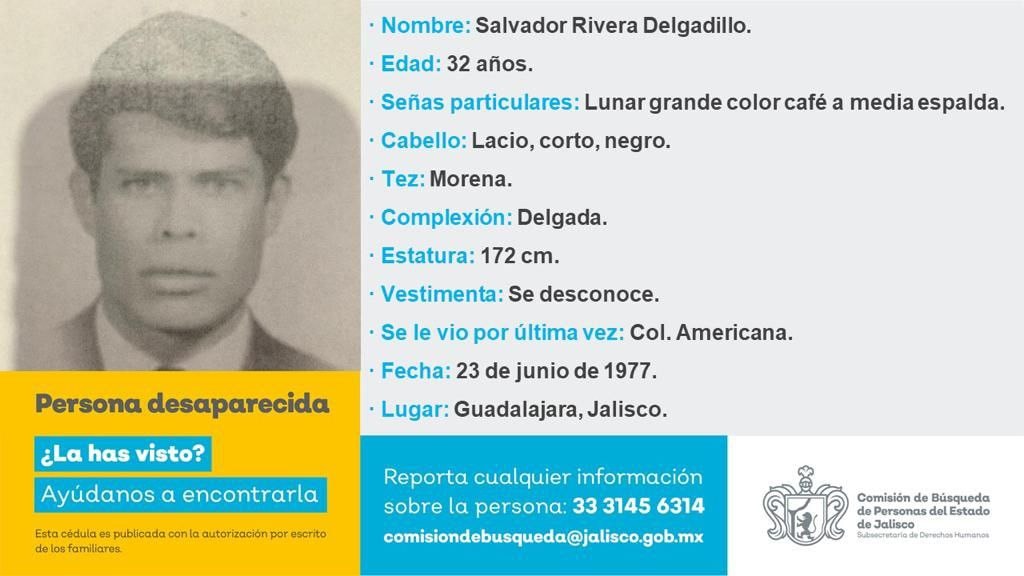 · Nombre: Salvador Rivera Delgadillo.
· Edad: 32 años.
· Señas particulares: Lunar grande color café a media espalda.
· Cabello: Lacio, corto, negro.
· Tez: Morena.
· Complexión: Delgada.
· Estatura: 172 cm.
· Vestimenta: Se desconoce.
· Se le vio por última vez: Col. Americana.
· Fecha: 23 de junio de 1977.
· Lugar: Guadalajara, Jalisco.
Persona desaparecida
¿La has visto?
Ayúdanos a encontrarla
Esta cédula es publicada con la autorización por escrito
de los familiares.
Reporta cualquier información
sobre la persona: 33 3145 6314
comisiondebusqueda@jalisco.gob.mx
Comisión de Búsqueda
de Personas del Estado
de Jalisco
Subsecretaría de Derechos Humanos